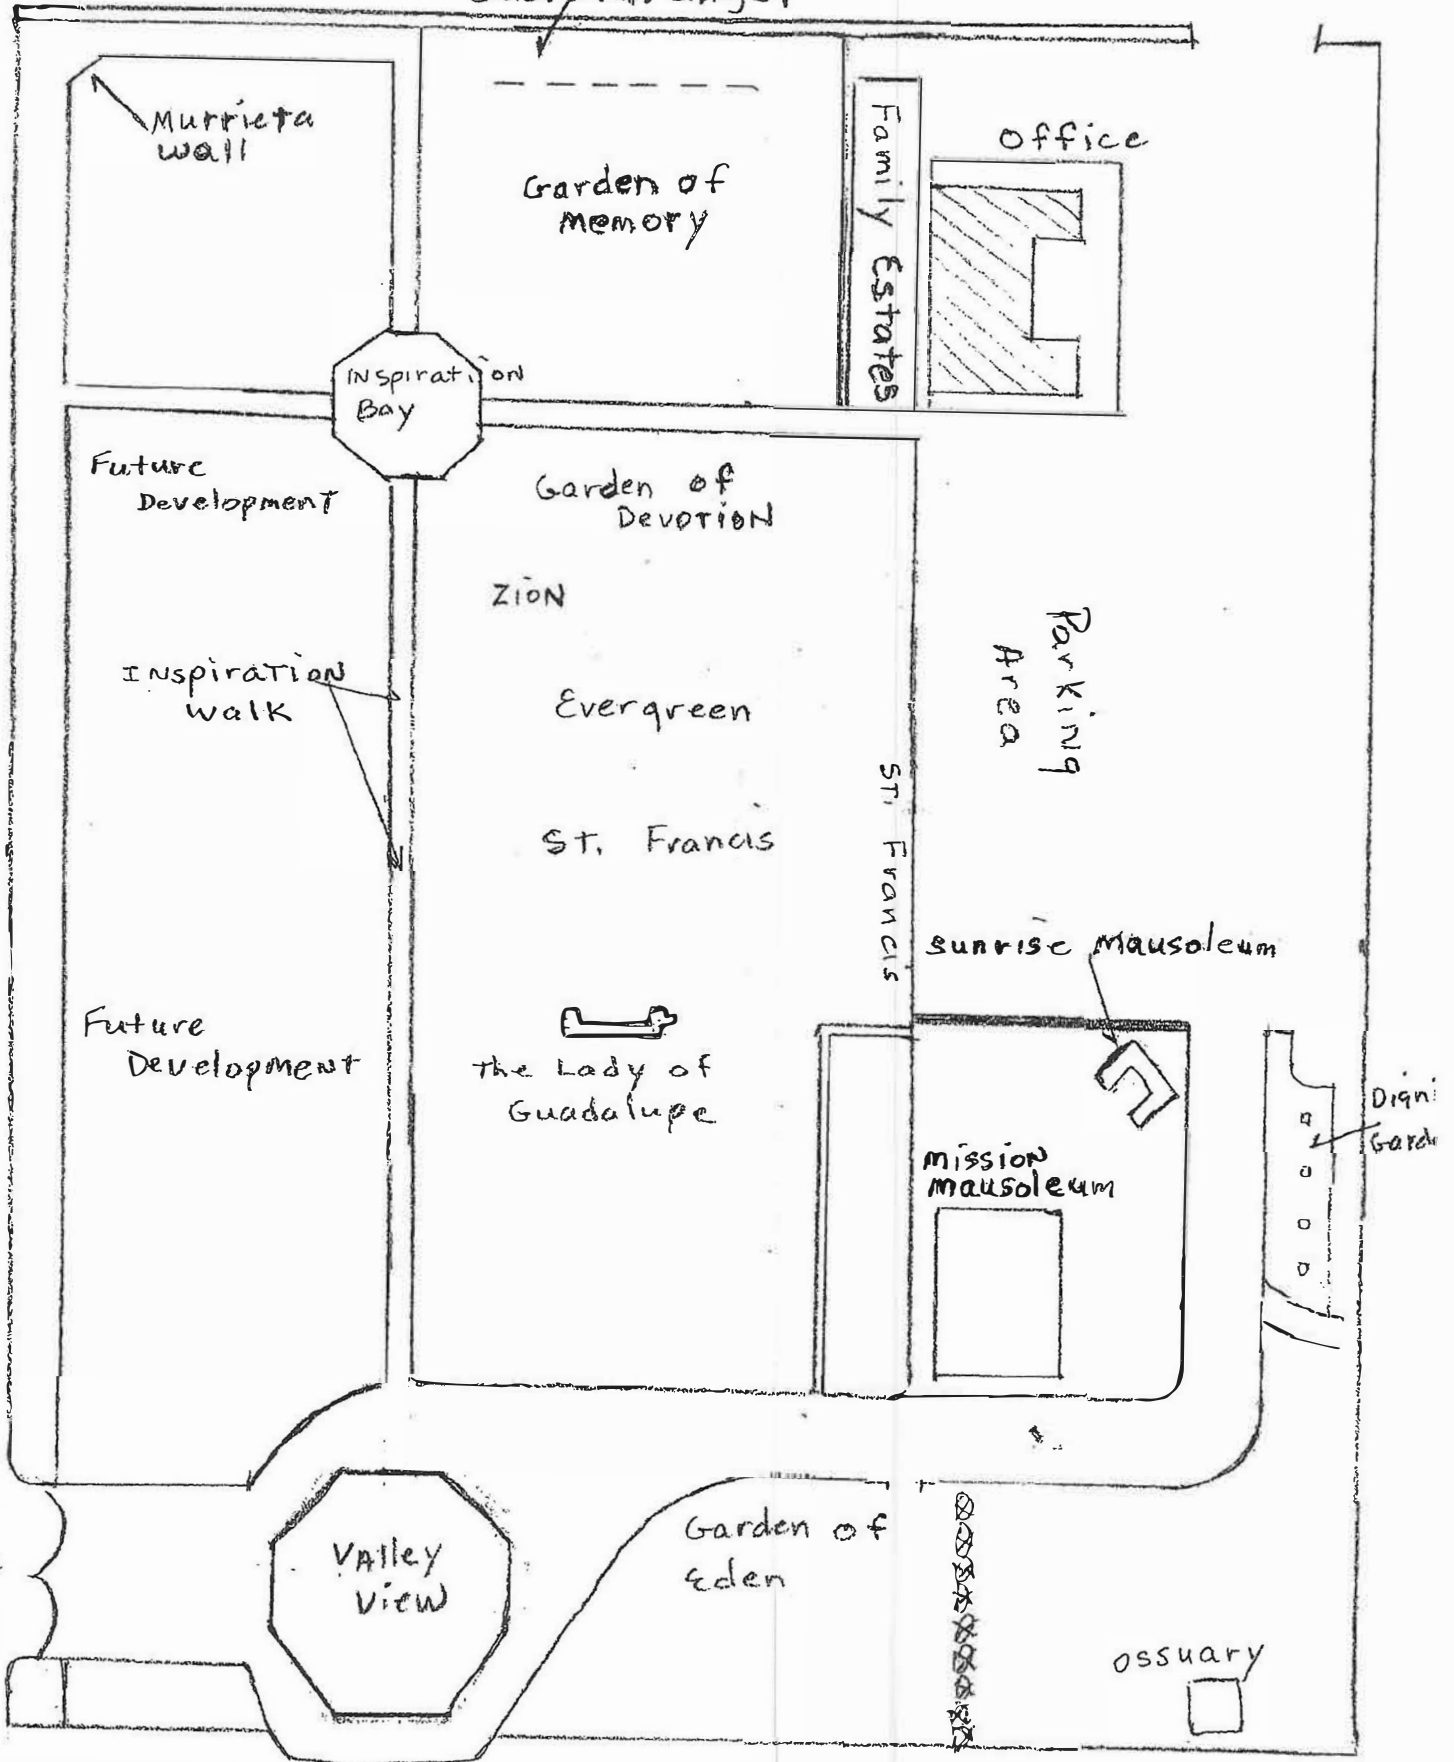 Murrieta
Wall
Garden of
Memory
Family Estates
Office
Inspiration
Bay
Future
Development
Garden of
Devotion
Zion
Inspiration
Walk
Evergreen
Parking
Area
St. Francis
St. Francis
Sunrise Mausoleum
Future
Development
The Lady of
Guadalupe
Mission
Mausoleum
Garden of
Eden
Valley
View
Ossuary